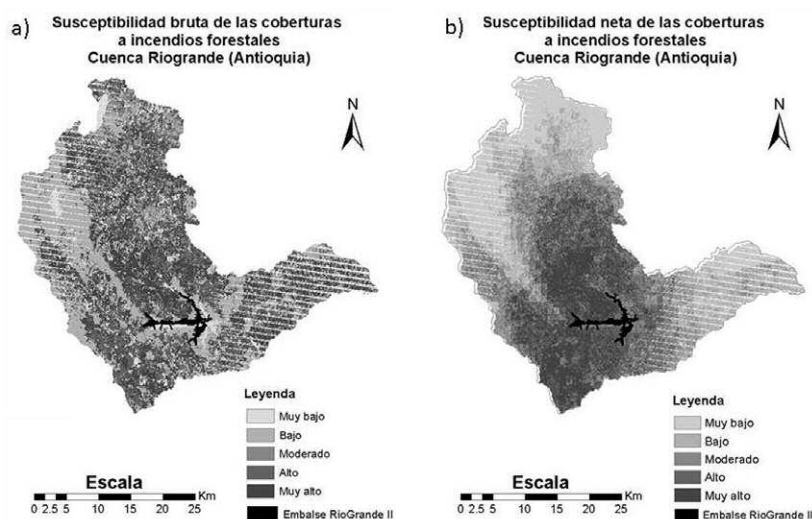 a)
Susceptibilidad bruta de las coberturas
a incendios forestales
Cuenca Riogrande (Antioquia)
N
Leyenda
Muy bajo
Bajo
Moderado
Alto
Muy alto
Embalse RioGrande II
Escala
0 2.5 5 10 15 20 25
Km
b)
Susceptibilidad neta de las coberturas
a incendios forestales
Cuenca Riogrande (Antioquia)
N
Leyenda
Muy bajo
Bajo
Moderado
Alto
Muy alto
Embalse RioGrande II
Escala
0 2.5 5 10 15 20 25
Km